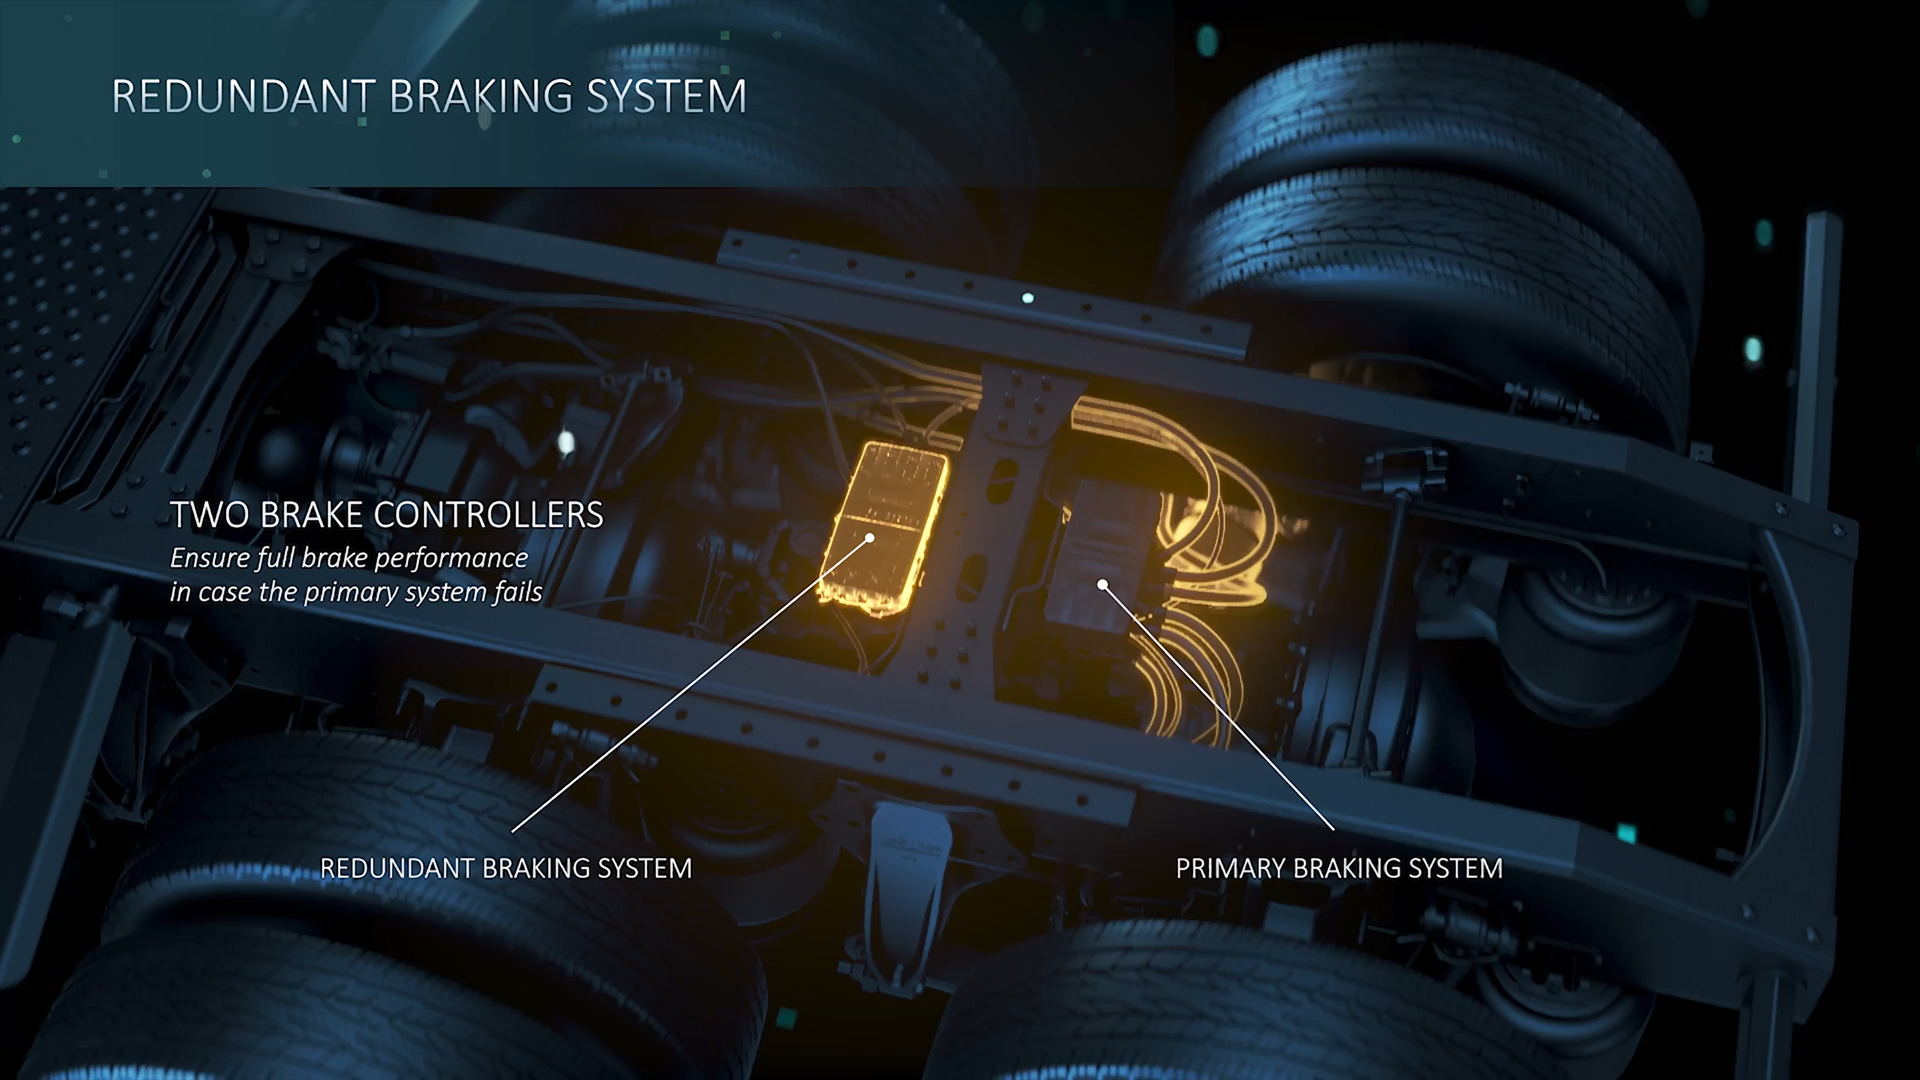 REDUNDANT BRAKING SYSTEM
TWO BRAKE CONTROLLERS
Ensure full brake performance
in case the primary system fails
REDUNDANT BRAKING SYSTEM
PRIMARY BRAKING SYSTEM